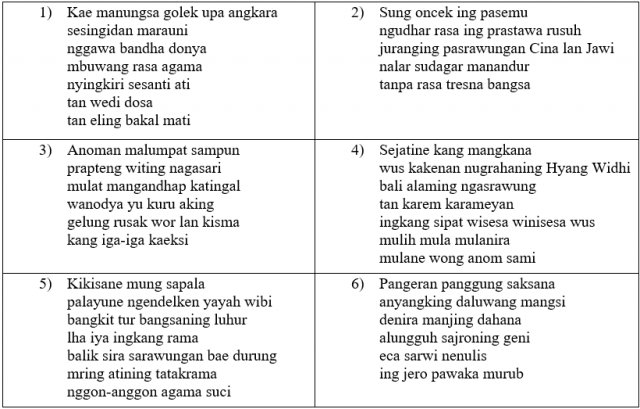 1) Kae manungsa golek upa angkara
sesingidan marauni
nggawa bandha donya
mbuwang rasa agama
nyingkiri sesanti ati
tan wedi dosa
tan eling bakal mati
2) Sung oncek ing pasemu
ngudhar rasa ing prastawa rusuh
juranging pasrawungan Cina lan Jawi
nalar sudagar manandur
tanpa rasa tresna bangsa
3) Anoman malumpat sampun
prapteng witing nagasari
mulat mangandhap katingal
wanodya yu kuru aking
gelung rusak wor lan kisma
kang iga-iga kaeksi
4) Sejatine kang mangkana
wus kakenan nugrahaning Hyang Widhi
bali alaming ngasrawung
tan karem karameyan
ingkang sipat wisesa winisesa wus
mulih mula mulanira
mulane wong anom sami
5) Kikisane mung sapala
palayune ngendelken yayah wibi
bangkit tur bangsaning luhur
lha iya ingkang rama
balik sira sarawungan bae durung
mring atining tatakrama
nggon-anggon agama suci
6) Pangeran panggung saksana
anyangking daluwang mangsi
denira manjing dahana
alungguh sajroning geni
eca sarwi nenulis
ing jero pawaka murub